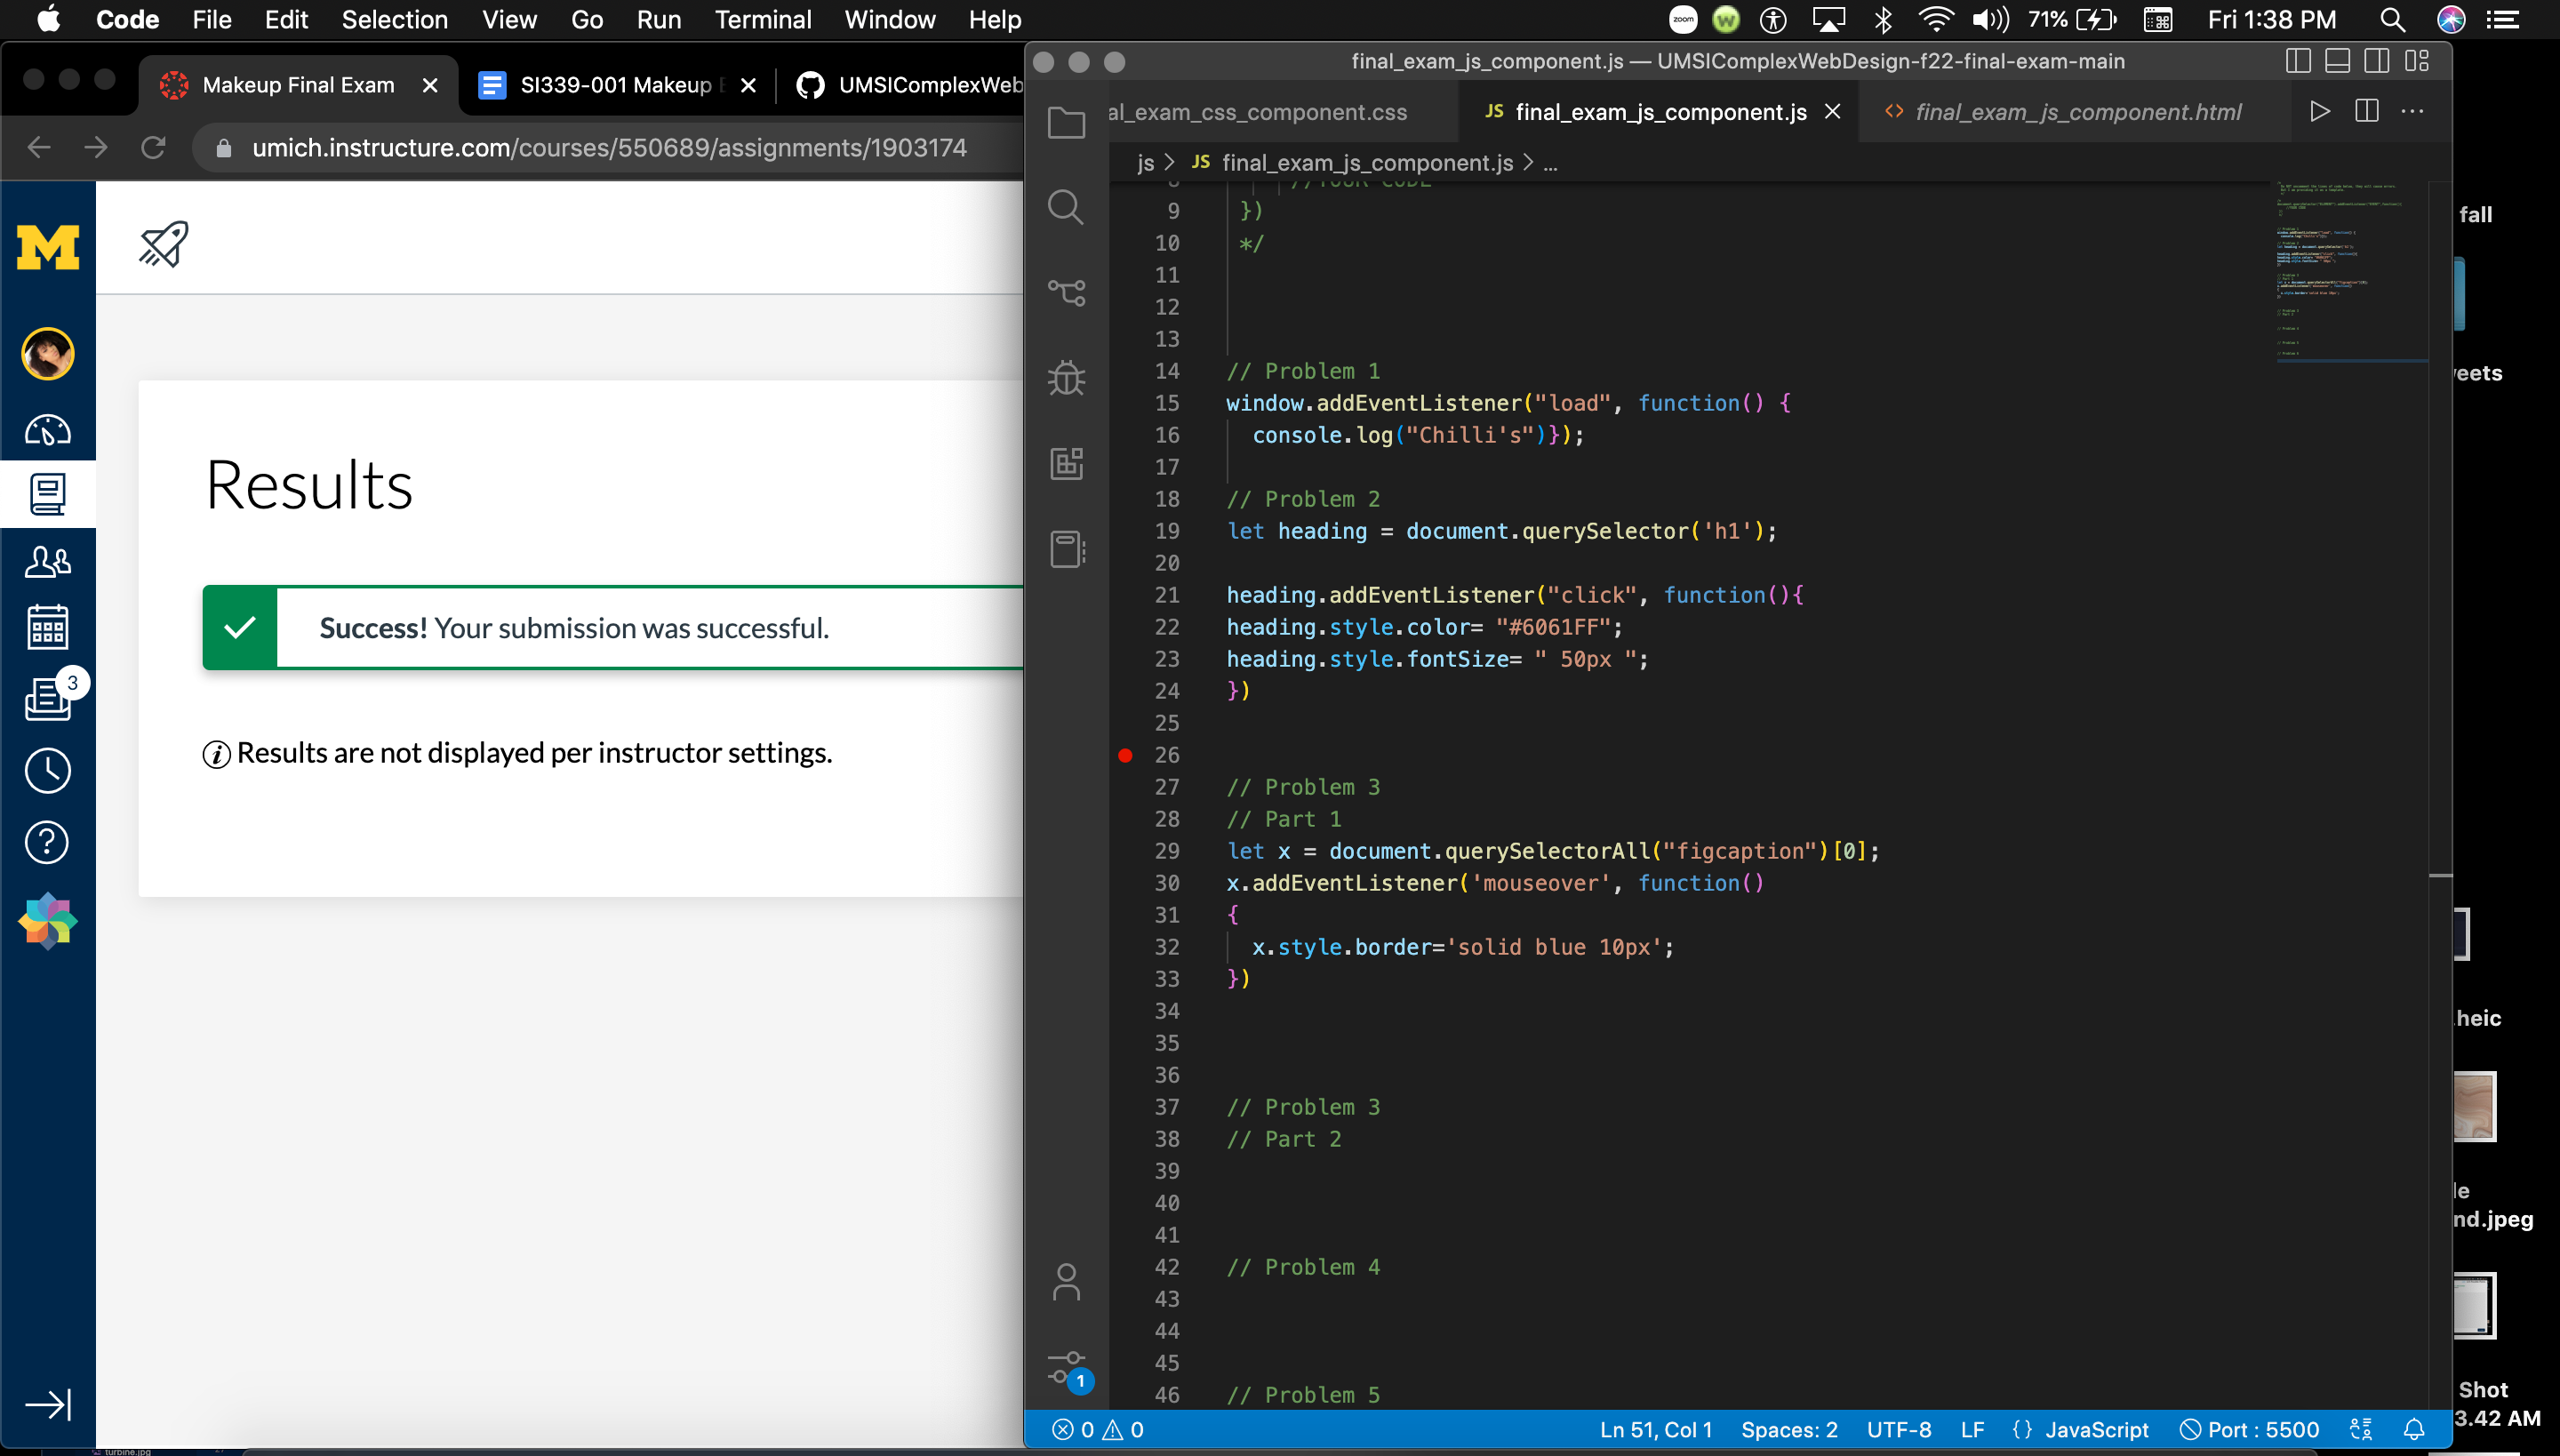 Code File Edit Selection View Go Run Terminal Window Help
zoom W 71% Fri 1:38 PM
Makeup Final Exam
SI339-001 Makeup
UMSIComplexWeb
umich.instructure.com/courses/550689/assignments/1903174
M
3
Results
Success! Your submission was successful.
i Results are not displayed per instructor settings.
?
turbine.jpg
final_exam_js_component.js — UMSIComplexWebDesign-f22-final-exam-main
al_exam_css_component.css
JS final_exam_js_component.js
<> final_exam_js_component.html
js > JS final_exam_js_component.js > ...
8 //YOUR CODE
9 })
10 */
11
12
13
14 // Problem 1
15 window.addEventListener("load", function() {
16 console.log("Chilli's")});
17
18 // Problem 2
19 let heading = document.querySelector('h1');
20
21 heading.addEventListener("click", function(){
22 heading.style.color= "#6061FF";
23 heading.style.fontSize= " 50px ";
24 })
25
26
27 // Problem 3
28 // Part 1
29 let x = document.querySelectorAll("figcaption")[0];
30 x.addEventListener('mouseover', function()
31 {
32 x.style.border='solid blue 10px';
33 })
34
35
36
37 // Problem 3
38 // Part 2
39
40
41
42 // Problem 4
43
44
45
46 // Problem 5
1
0 0
Ln 51, Col 1 Spaces: 2 UTF-8 LF {} JavaScript Port : 5500
fall
eets
.heic
nd.jpeg
Shot
3.42 AM